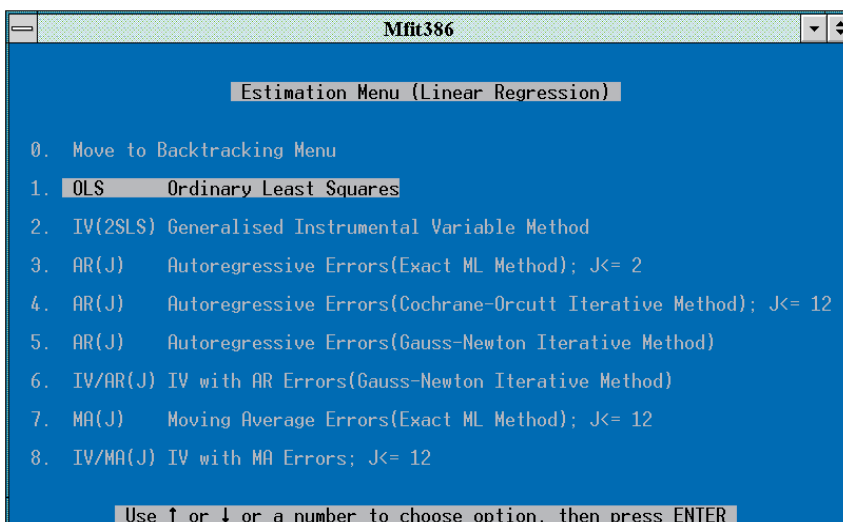 Mfit386
Estimation Menu (Linear Regression)
0. Move to Backtracking Menu
1. OLS Ordinary Least Squares
2. IV(2SLS) Generalised Instrumental Variable Method
3. AR(J) Autoregressive Errors(Exact ML Method); J<= 2
4. AR(J) Autoregressive Errors(Cochrane-Orcutt Iterative Method); J<= 12
5. AR(J) Autoregressive Errors(Gauss-Newton Iterative Method)
6. IV/AR(J) IV with AR Errors(Gauss-Newton Iterative Method)
7. MA(J) Moving Average Errors(Exact ML Method); J<= 12
8. IV/MA(J) IV with MA Errors; J<= 12
Use ↑ or ↓ or a number to choose option, then press ENTER